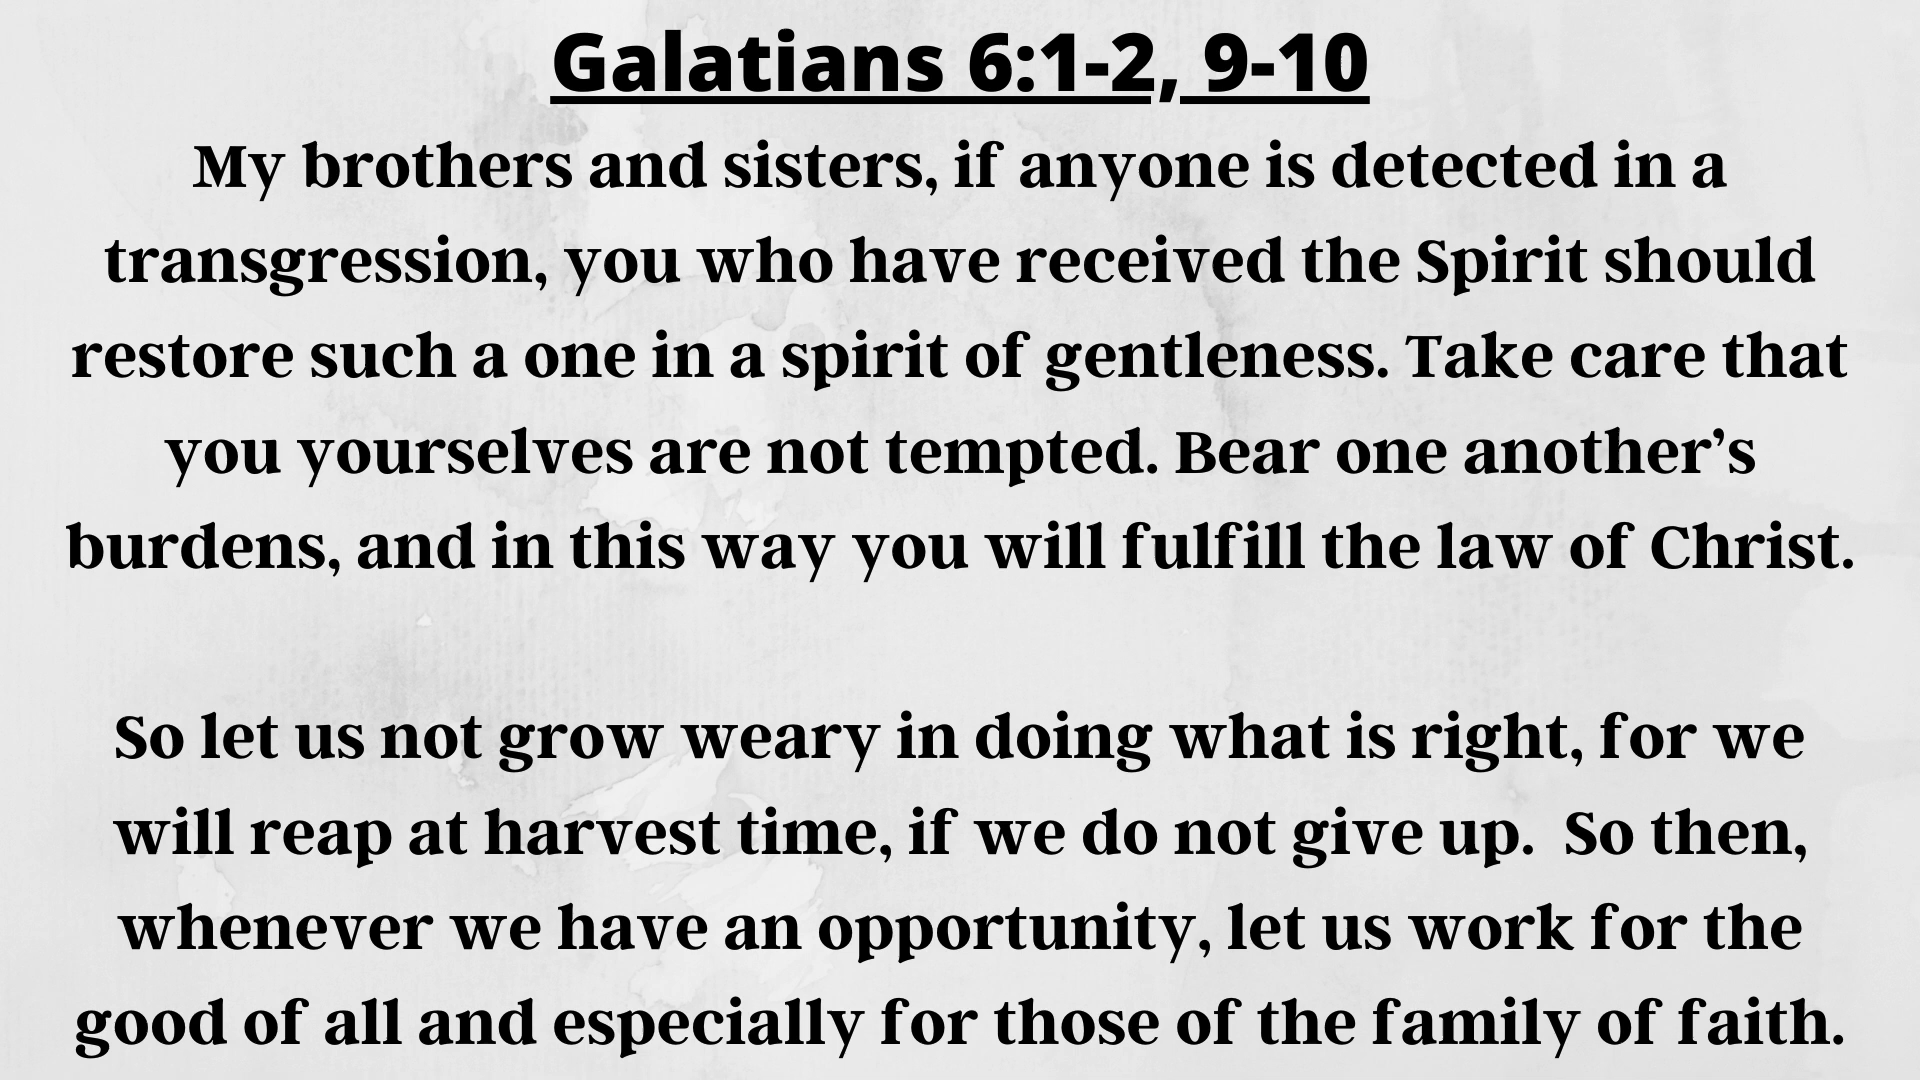 Galatians 6:1-2, 9-10
My brothers and sisters, if anyone is detected in a
transgression, you who have received the Spirit should
restore such a one in a spirit of gentleness. Take care that
you yourselves are not tempted. Bear one another’s
burdens, and in this way you will fulfill the law of Christ.
So let us not grow weary in doing what is right, for we
will reap at harvest time, if we do not give up.  So then,
whenever we have an opportunity, let us work for the
good of all and especially for those of the family of faith.